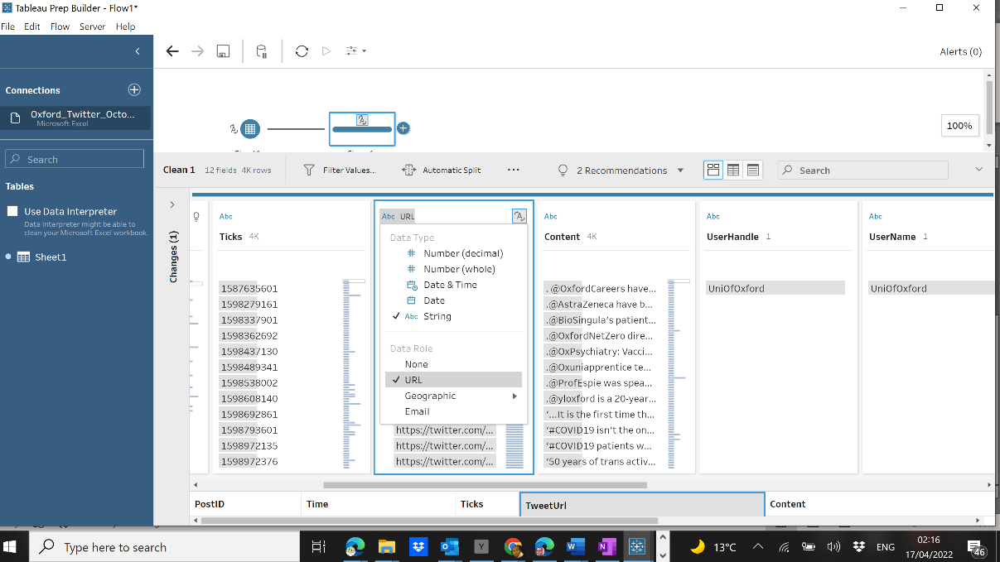 Tableau Prep Builder - Flow1*
File Edit Flow Server Help
Alerts (0)
Connections
Oxford_Twitter_Octo...
Microsoft Excel
Search
Tables
Use Data Interpreter
Data Interpreter might be able to
clean your Microsoft Excel workbook.
Sheet1
100%
Clean 1 12 fields 4K rows Filter Values... Automatic Split ... 2 Recommendations Search
Changes (1)
Abc
Ticks 4K
1587635601
1598279161
1598337901
1598362692
1598437130
1598489341
1598538002
1598608140
1598692861
1598793601
1598972135
1598972376
Abc URL
Data Type
# Number (decimal)
# Number (whole)
Date & Time
Date
✓ Abc String
Data Role
None
✓ URL
Geographic
Email
https://twitter.com/...
https://twitter.com/...
https://twitter.com/...
Abc
Content 4K
. @OxfordCareers have...
.@AstraZeneca have b...
.@BioSingula’s patient...
.@OxfordNetZero dire...
.@OxPsychiatry: Vacci...
.@Oxuniapprentice te...
.@ProfEspie was spea...
.@yloxford is a 20-year...
‘...It is the first time th...
‘#COVID19 isn’t the on...
‘#COVID19 patients w...
‘50 years of trans activ...
Abc
UserHandle 1
UniOfOxford
Abc
UserName 1
UniOfOxford
PostID Time Ticks TweetUrl Content
Type here to search
13°C
ENG
02:16
17/04/2022
46